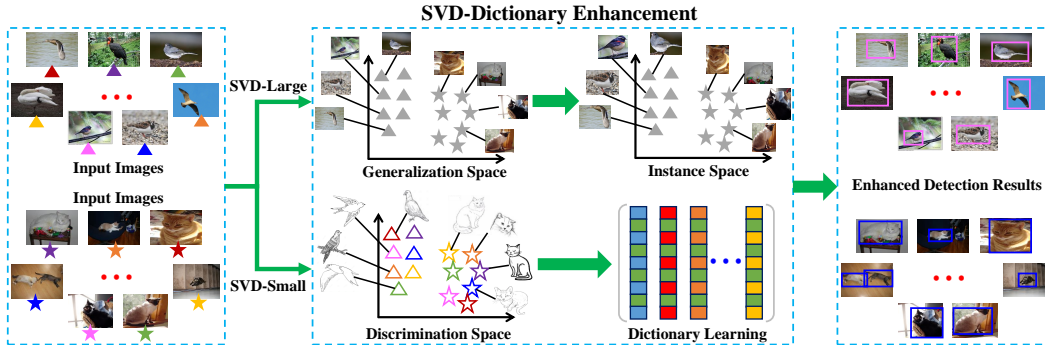 SVD-Dictionary Enhancement
Input Images
Input Images
SVD-Large
SVD-Small
Generalization Space
Instance Space
Discrimination Space
Dictionary Learning
Enhanced Detection Results